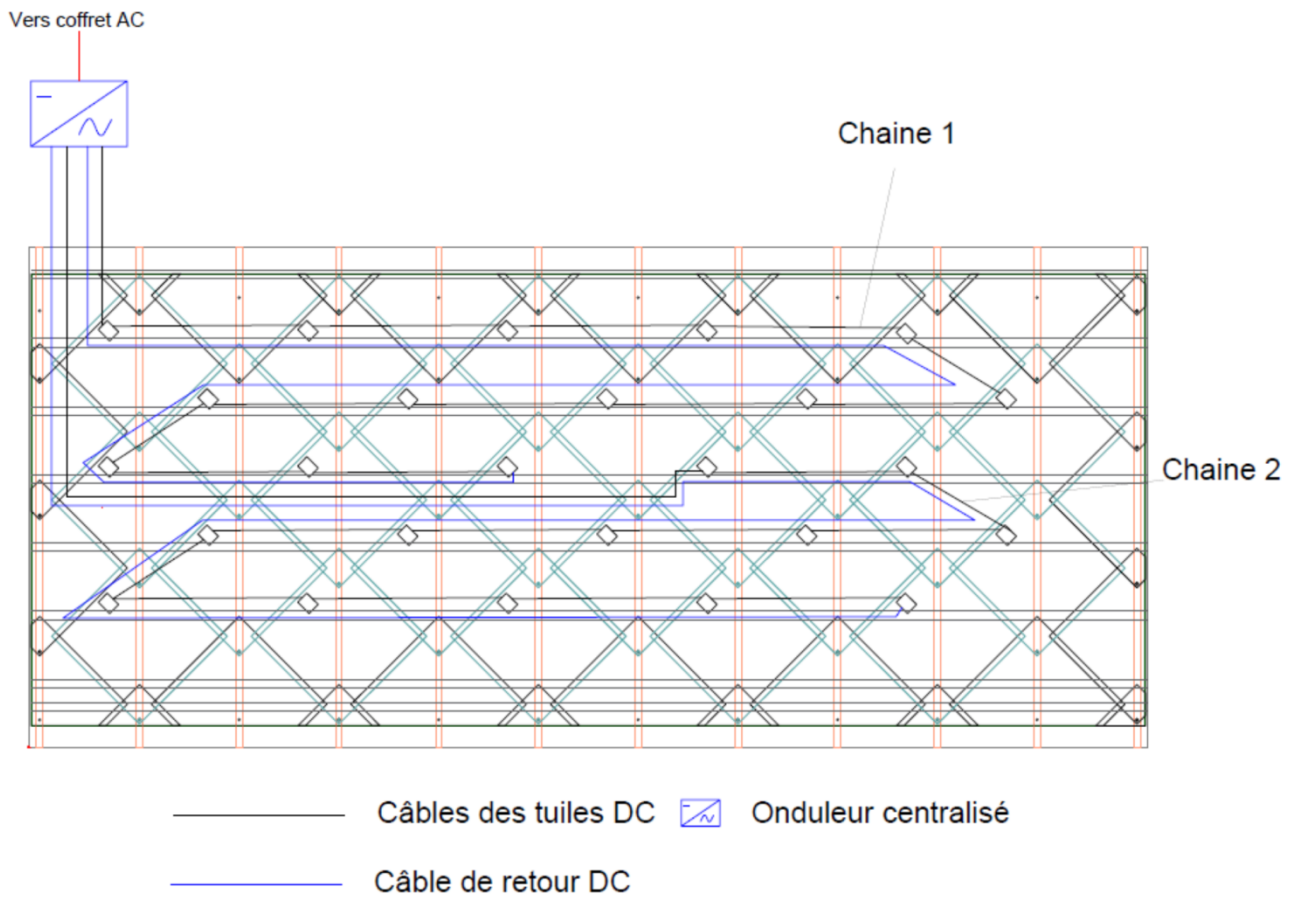 Vers coffret AC
Chaine 1
Chaine 2
Câbles des tuiles DC
Onduleur centralisé
Câble de retour DC